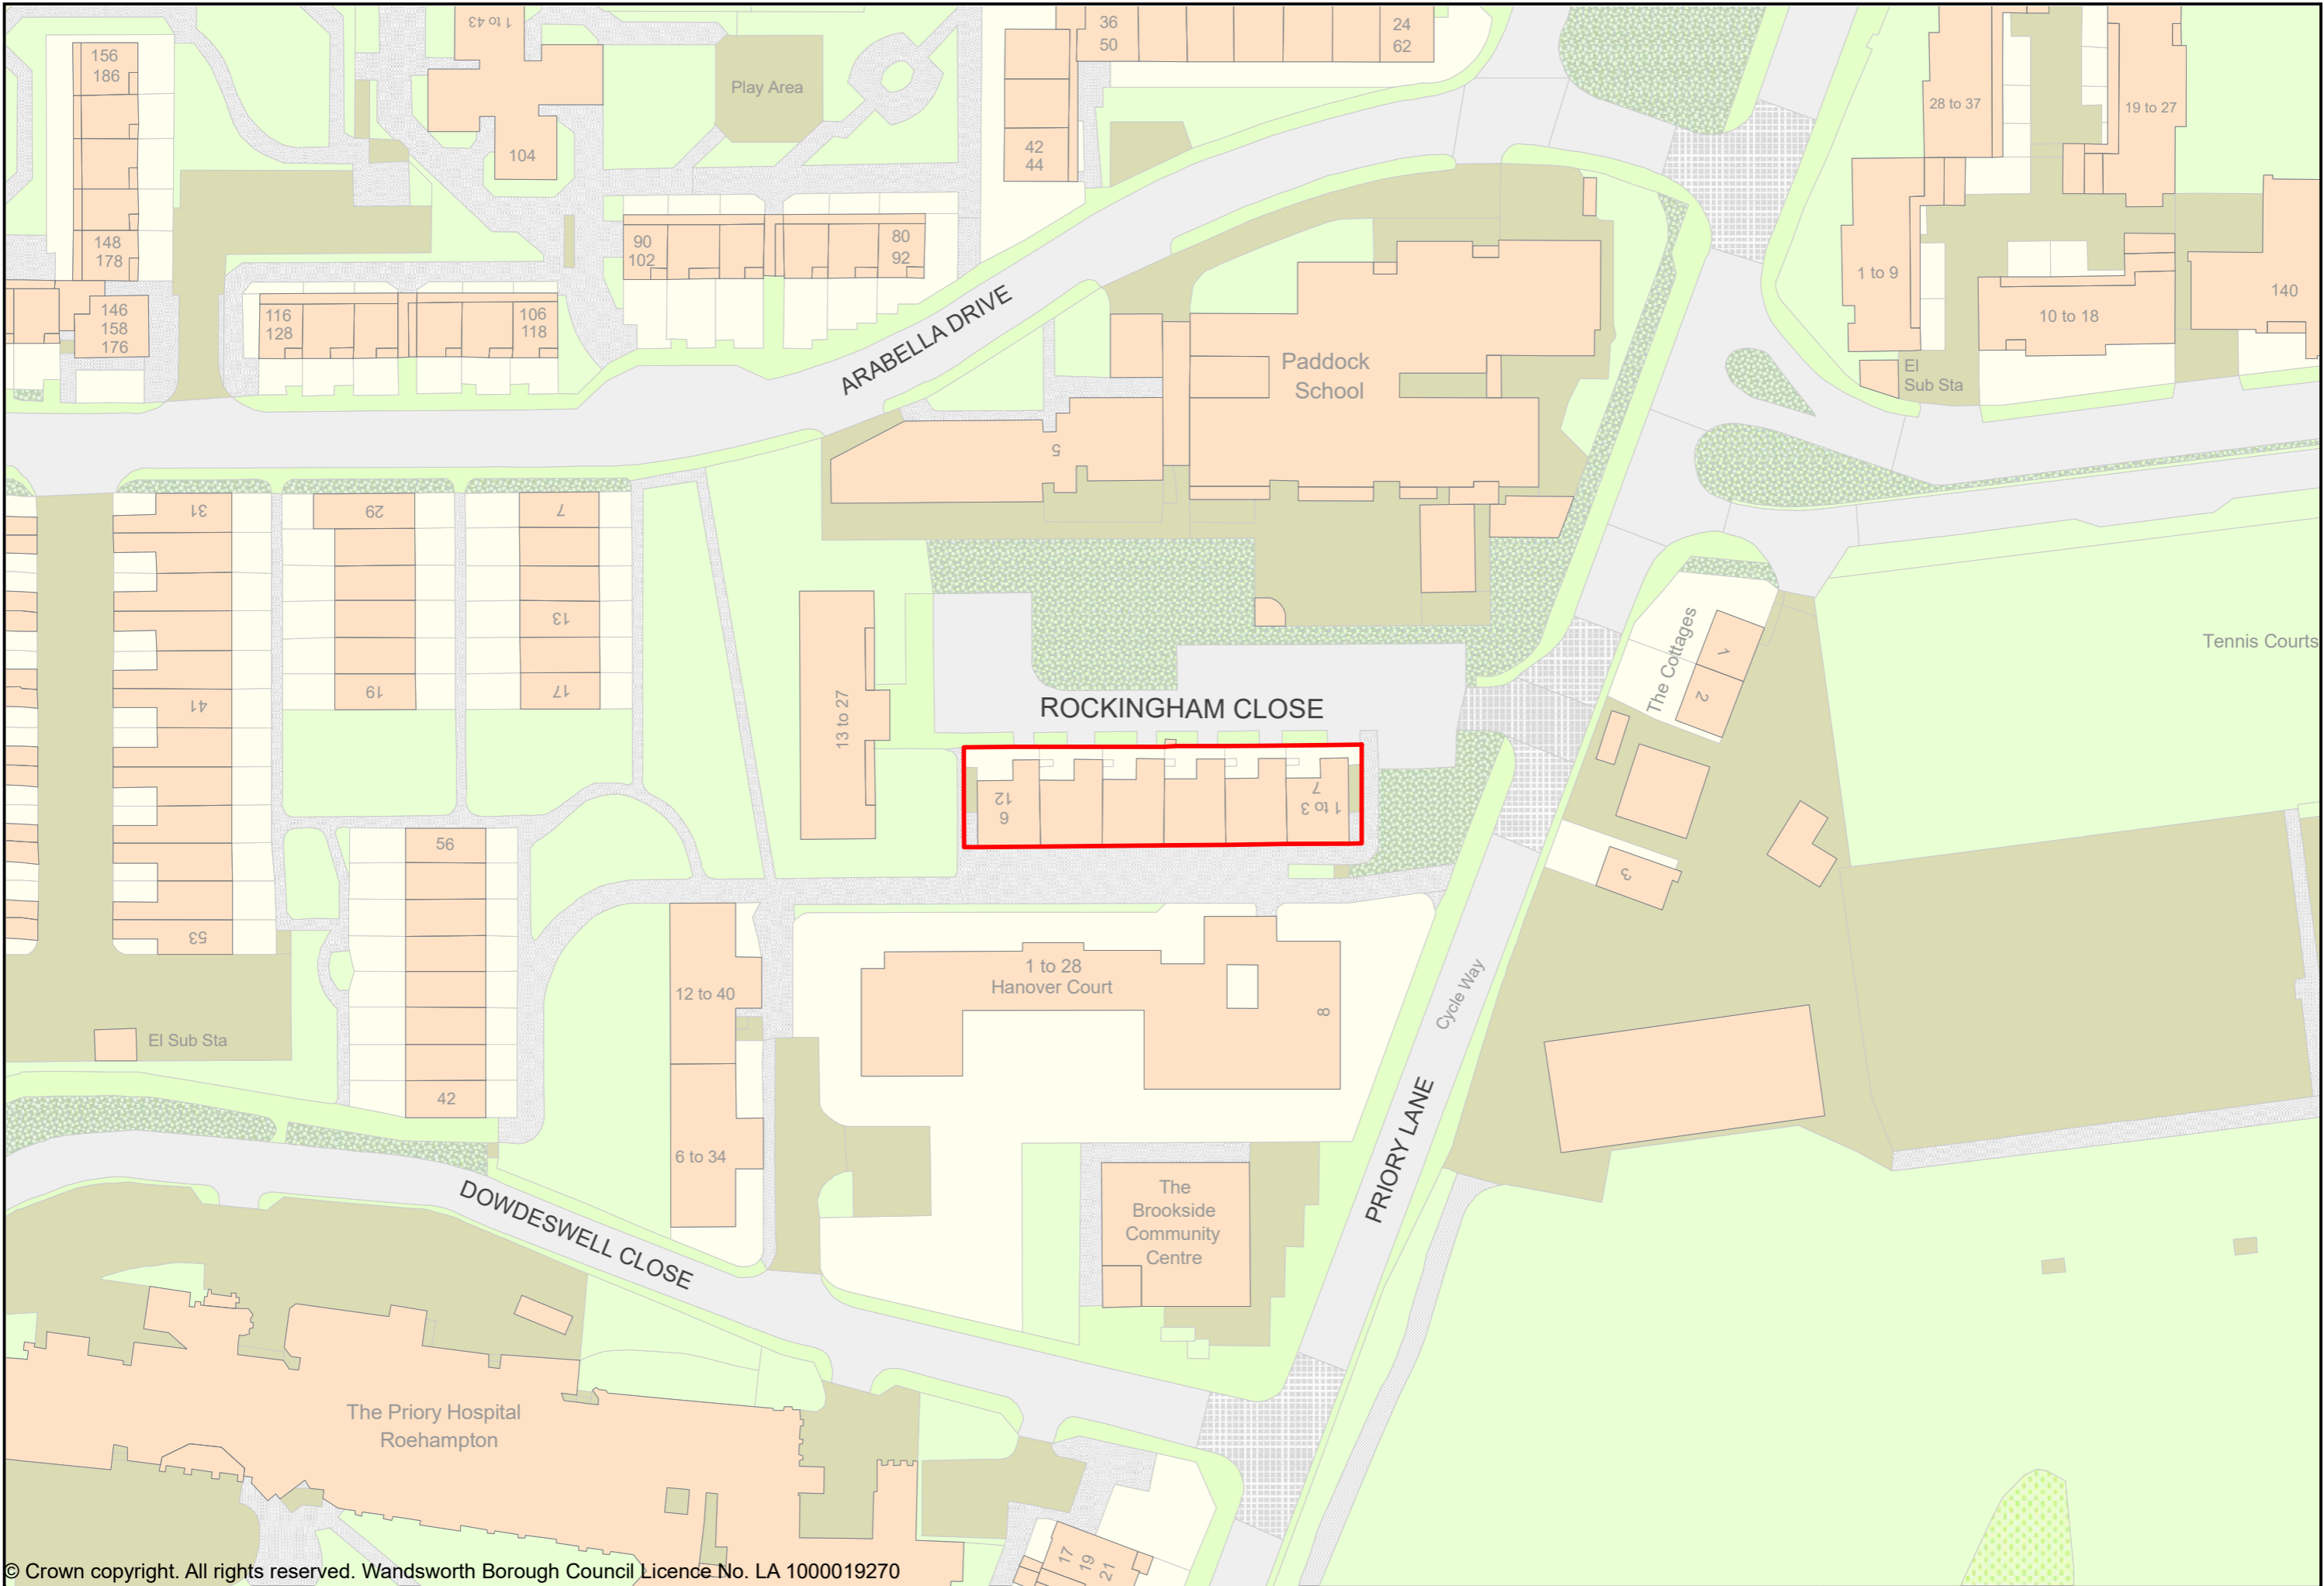 1 to 43
36
50
24
62
156
186
Play Area
28 to 37
19 to 27
104
42
44
148
178
90
102
80
92
1 to 9
140
146
158
176
116
128
106
118
10 to 18
ARABELLA DRIVE
Paddock
School
El
Sub Sta
5
31
29
7
13
The Cottages
1
2
Tennis Courts
19
17
41
13 to 27
ROCKINGHAM CLOSE
12
6
7
1 to 3
56
3
53
12 to 40
1 to 28
Hanover Court
8
Cycle Way
El Sub Sta
42
PRIORY LANE
6 to 34
The
Brookside
Community
Centre
DOWDESWELL CLOSE
The Priory Hospital
Roehampton
17
19
21
© Crown copyright. All rights reserved. Wandsworth Borough Council Licence No. LA 1000019270